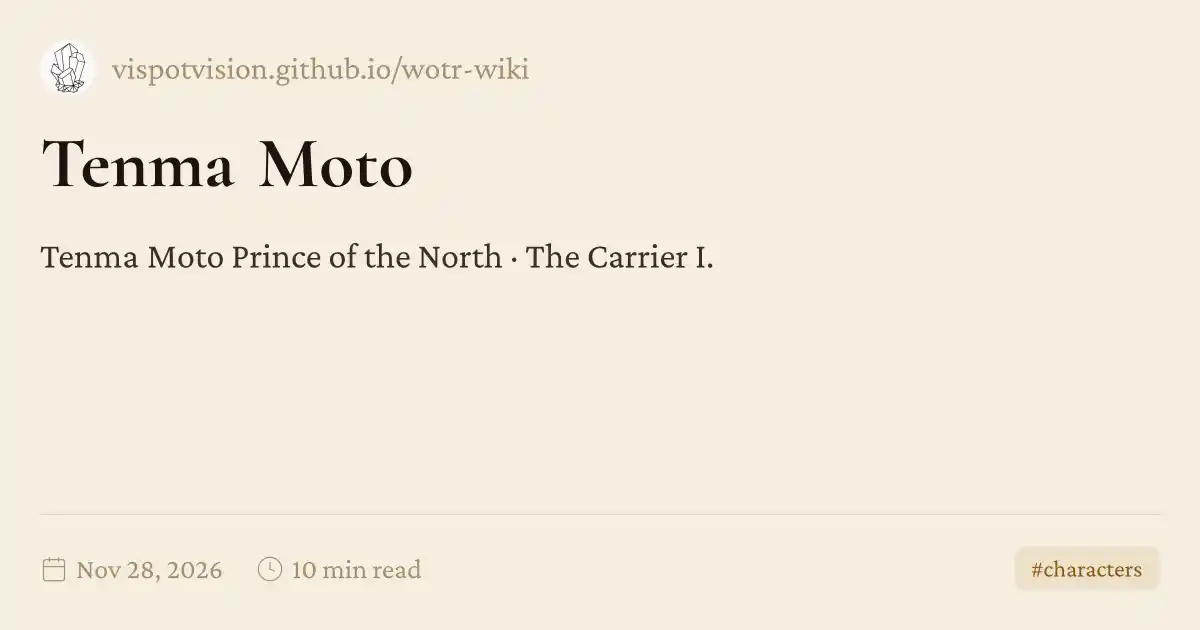 vispotvision.github.io/wotr-wiki
Tenma Moto
Tenma Moto Prince of the North · The Carrier I.
Nov 28, 2026
10 min read
#characters